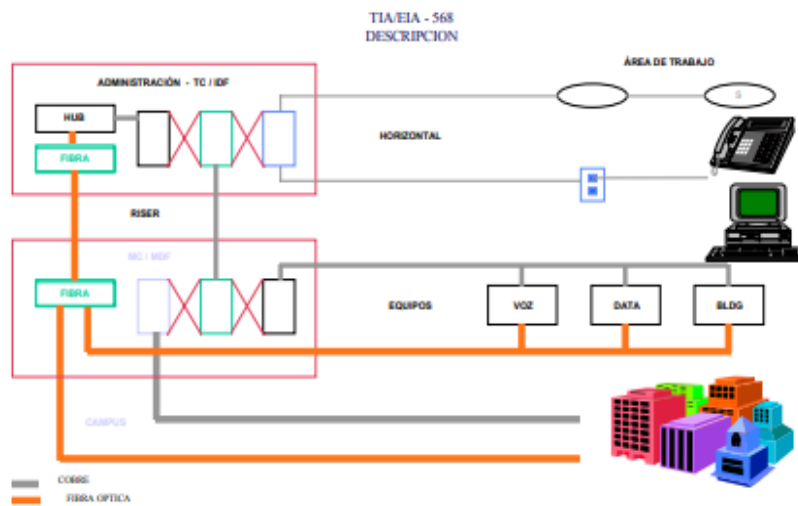 TIA/EIA - 568
DESCRIPCION
ÁREA DE TRABAJO
ADMINISTRACIÓN - TC / IDF
S
HUB
HORIZONTAL
FIBRA
RISER
MC / MDF
FIBRA
EQUIPOS
VOZ
DATA
BLDG
CAMPUS
COBRE
FIBRA OPTICA